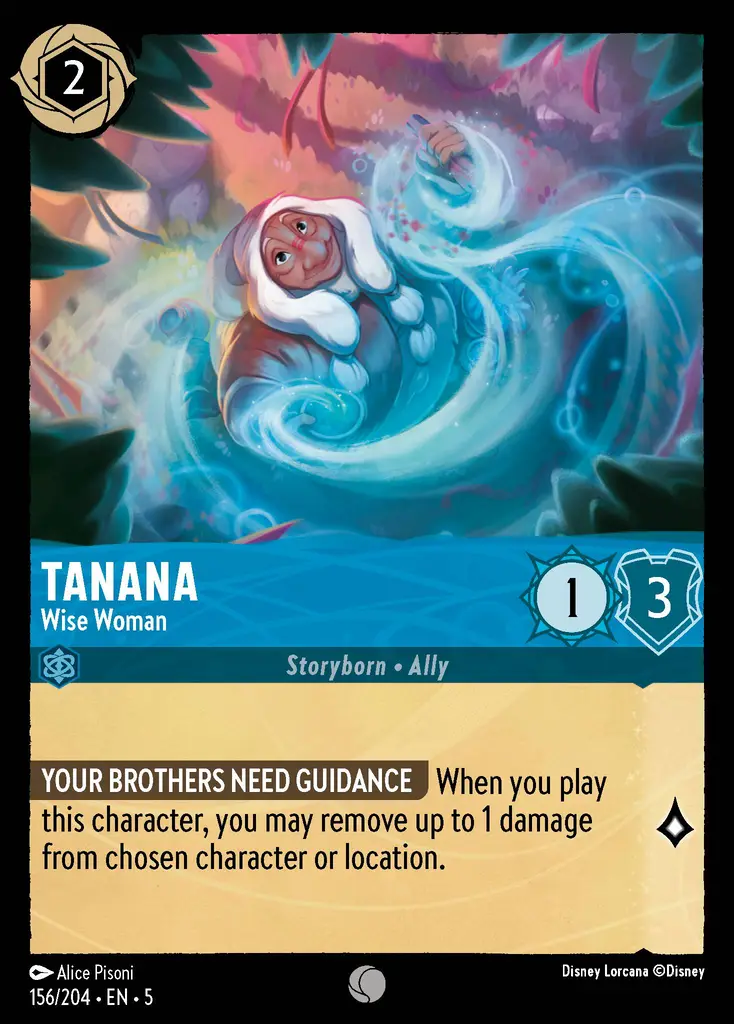 2
TANANA
Wise Woman
1
3
Storyborn • Ally
YOUR BROTHERS NEED GUIDANCE When you play
this character, you may remove up to 1 damage
from chosen character or location.
Alice Pisoni
Disney Lorcana ©Disney
156/204 • EN • 5